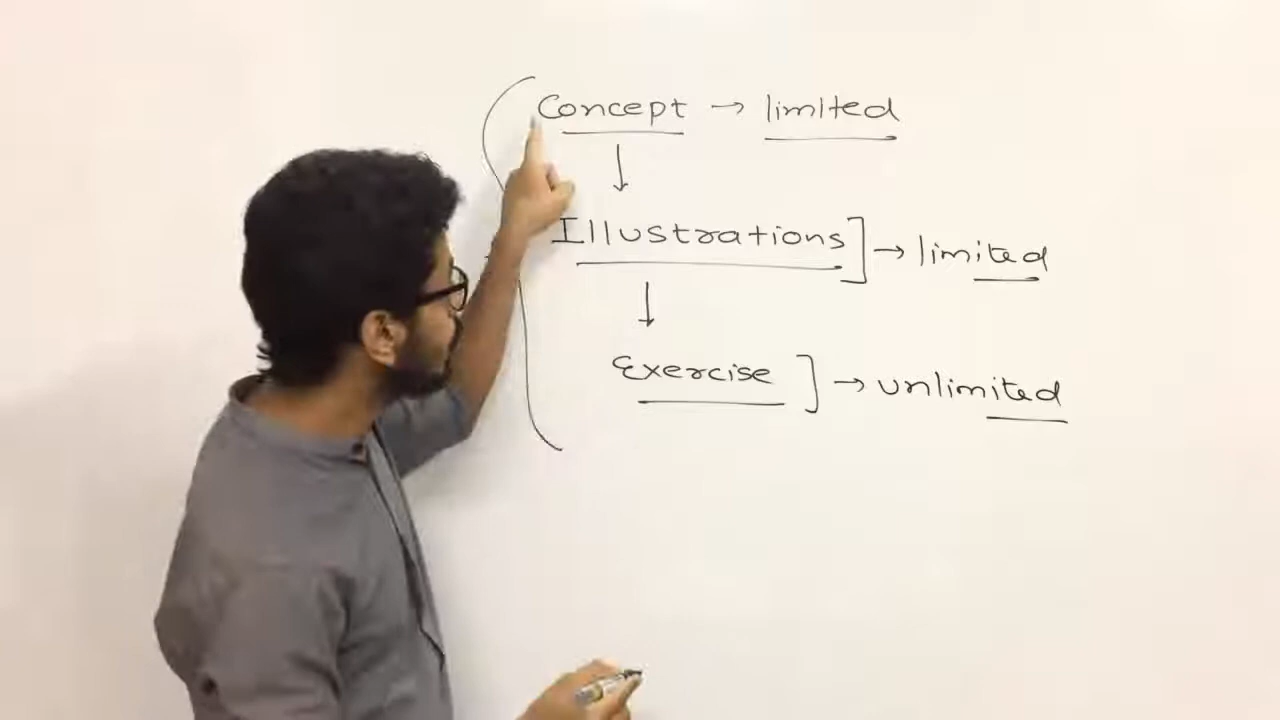 Concept → limited
↓
Illustrations] → limited
↓
Exercise ] → unlimited